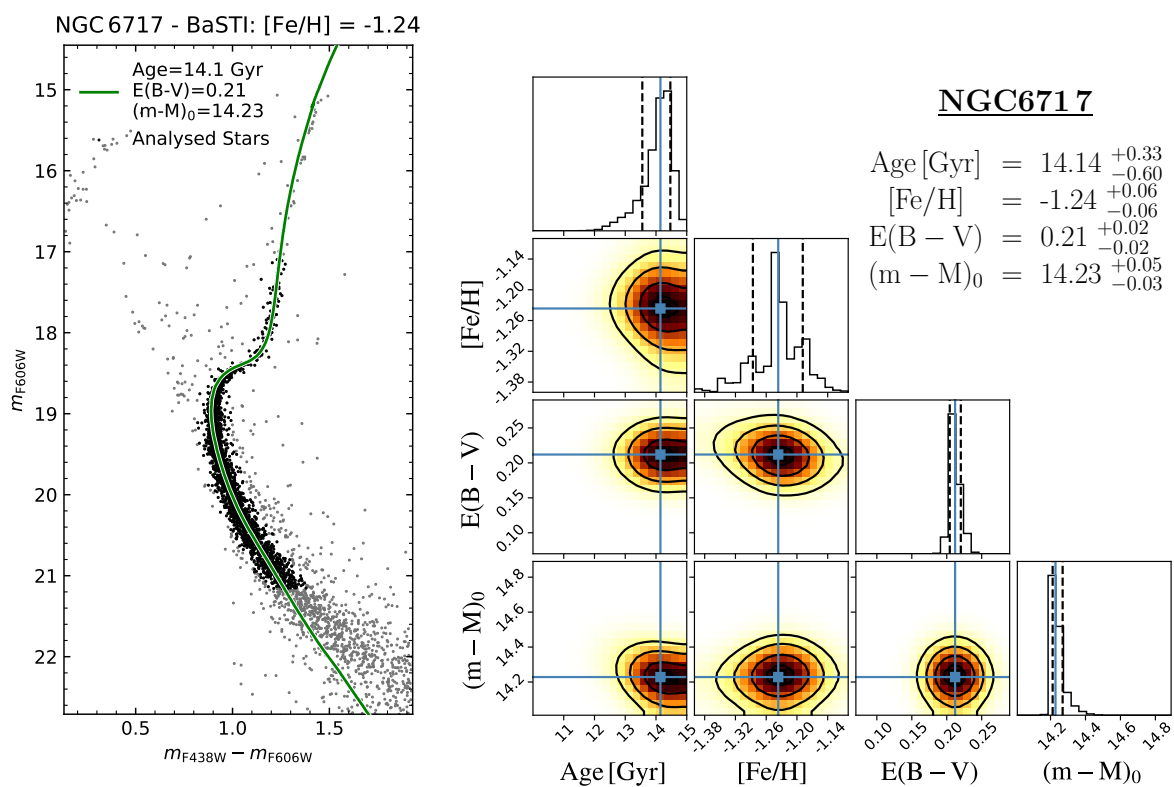 NGC 6717 - BaSTI: [Fe/H] = -1.24
Age=14.1 Gyr
E(B-V)=0.21
(m-M)₀=14.23
Analysed Stars
15
16
17
18
19
20
21
22
m_F606W
0.5
1.0
1.5
m_F438W − m_F606W
NGC6717
Age [Gyr] = 14.14 +0.33 −0.60
[Fe/H] = -1.24 +0.06 −0.06
E(B − V) = 0.21 +0.02 −0.02
(m − M)₀ = 14.23 +0.05 −0.03
[Fe/H]
-1.14
-1.20
-1.26
-1.32
-1.38
E(B − V)
0.25
0.20
0.15
0.10
(m − M)₀
14.8
14.6
14.4
14.2
11 12 13 14 15
-1.38 -1.32 -1.26 -1.20 -1.14
0.10 0.15 0.20 0.25
14.2 14.4 14.6 14.8
Age [Gyr]
[Fe/H]
E(B − V)
(m − M)₀